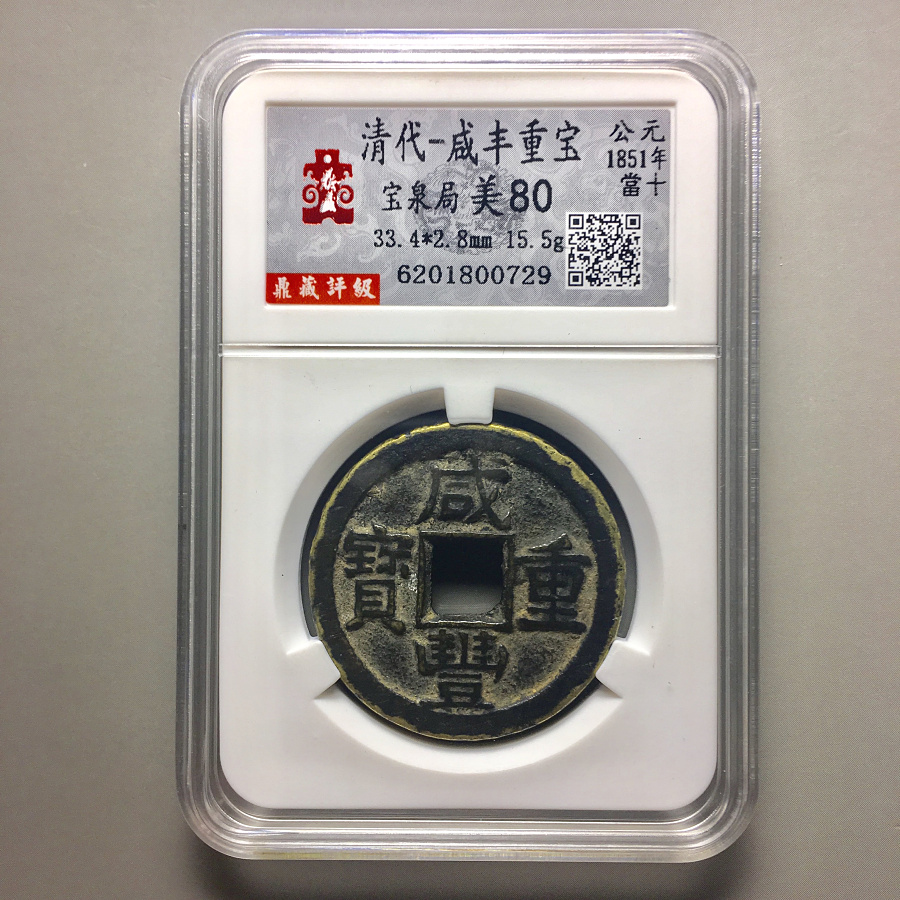 清代-咸丰重宝
公元
1851年
當十
宝泉局 美80
33.4*2.8mm 15.5g
6201800729
鼎藏評級
咸豐重寶